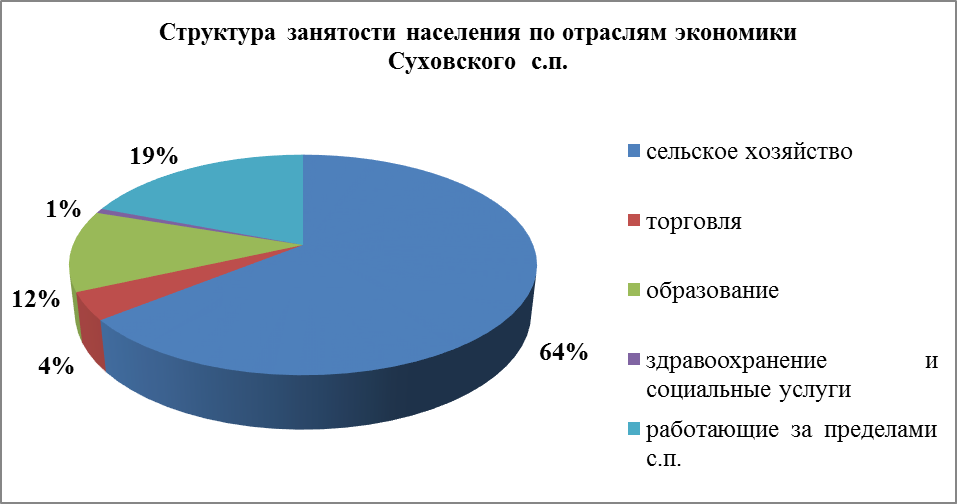 Структура занятости населения по отраслям экономики
Суховского с.п.
19%
1%
12%
4%
64%
сельское хозяйство
торговля
образование
здравоохранение и
социальные услуги
работающие за пределами
с.п.